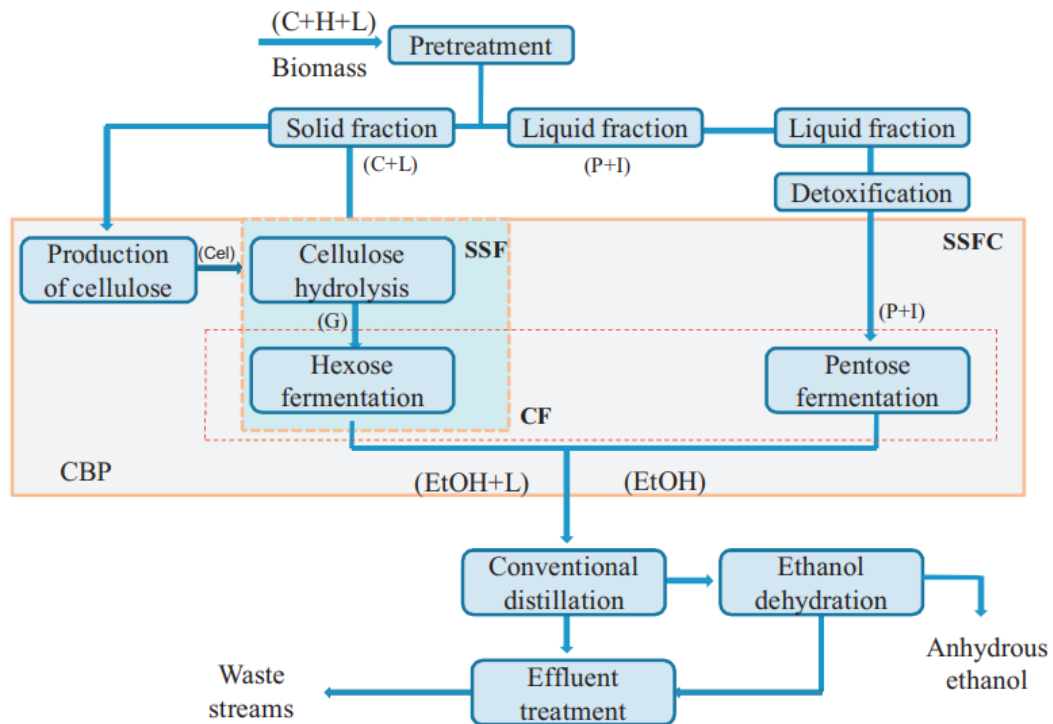 (C+H+L)
Biomass
Pretreatment
Solid fraction
Liquid fraction
Liquid fraction
(C+L)
(P+I)
Detoxification
Production
of cellulose
(Cel)
Cellulose
hydrolysis
SSF
SSFC
(G)
(P+I)
Hexose
fermentation
Pentose
fermentation
CF
CBP
(EtOH+L)
(EtOH)
Conventional
distillation
Ethanol
dehydration
Anhydrous
ethanol
Effluent
treatment
Waste
streams